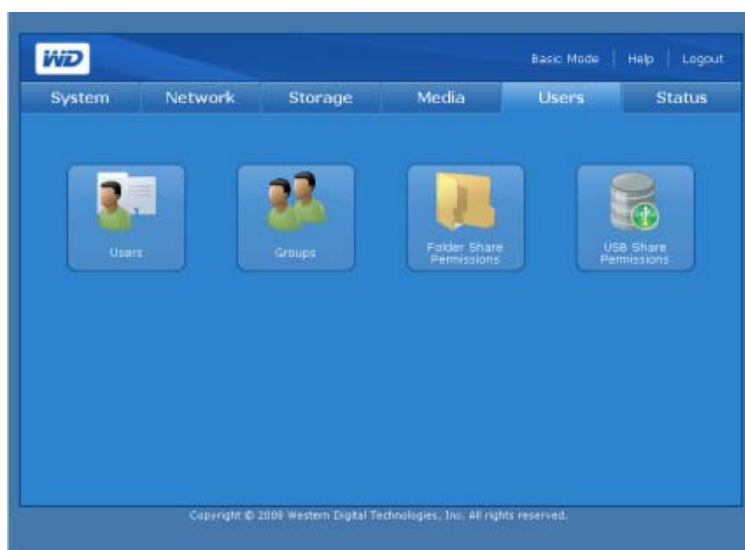 WD
Basic Mode | Help | Logout
System Network Storage Media Users Status
Users Groups Folder Share Permissions USB Share Permissions
Copyright © 2008 Western Digital Technologies, Inc. All rights reserved.